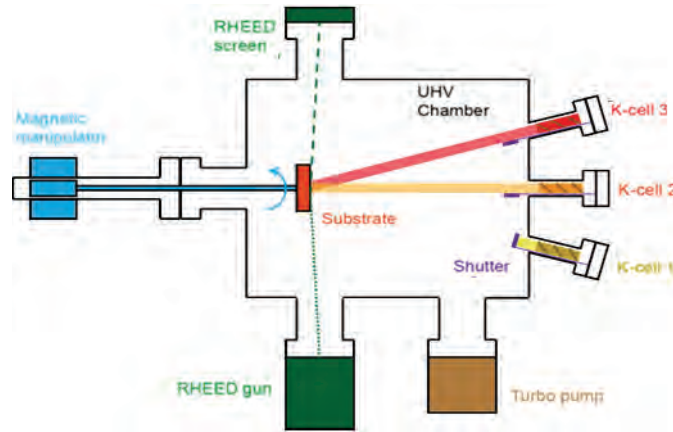 RHEED
screen
UHV
Chamber
K-cell 3
Magnetic
manipulator
K-cell 2
Substrate
Shutter
K-cell 1
RHEED gun
Turbo pump